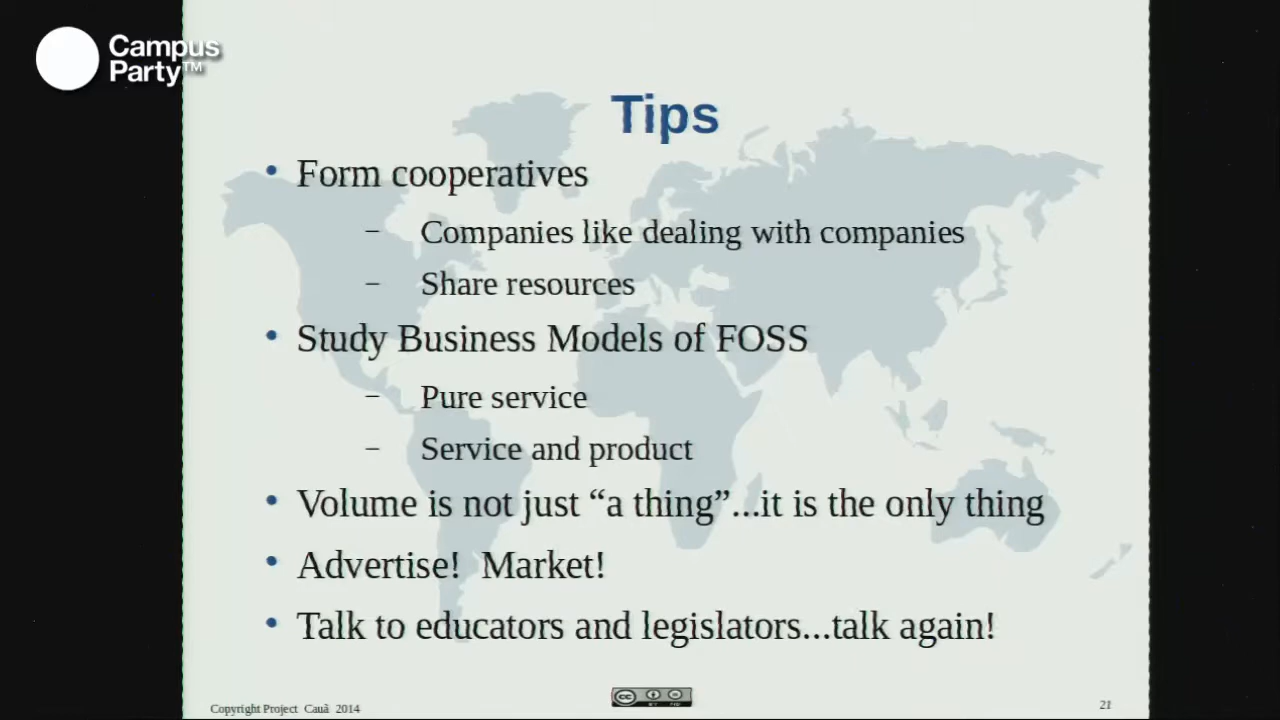 Campus
Party™
Tips
• Form cooperatives
– Companies like dealing with companies
– Share resources
• Study Business Models of FOSS
– Pure service
– Service and product
• Volume is not just “a thing”...it is the only thing
• Advertise!  Market!
• Talk to educators and legislators...talk again!
cc
Copyright Project Cauã 2014
21